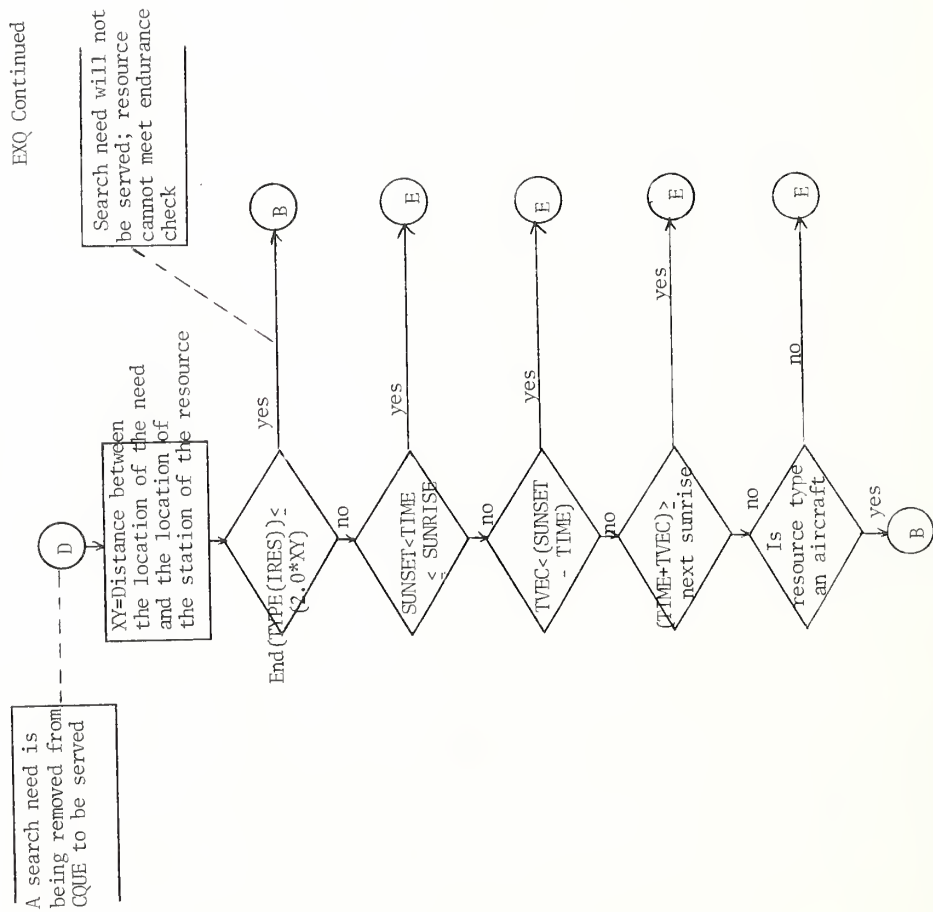 EXQ Continued
A search need is
being removed from
CQUE to be served
D
XY=Distance between
the location of the need
and the location of
the station of the resource
Search need will not
be served; resource
cannot meet endurance
check
End(TYPE(IRES))≤
(2.0*XY)
yes
B
no
SUNSET<TIME
≤ SUNRISE
yes
E
no
TVEC<(SUNSET
- TIME)
yes
E
no
(TIME+TVEC)≥
next sunrise
yes
E
no
Is
resource type
an aircraft
no
E
yes
B